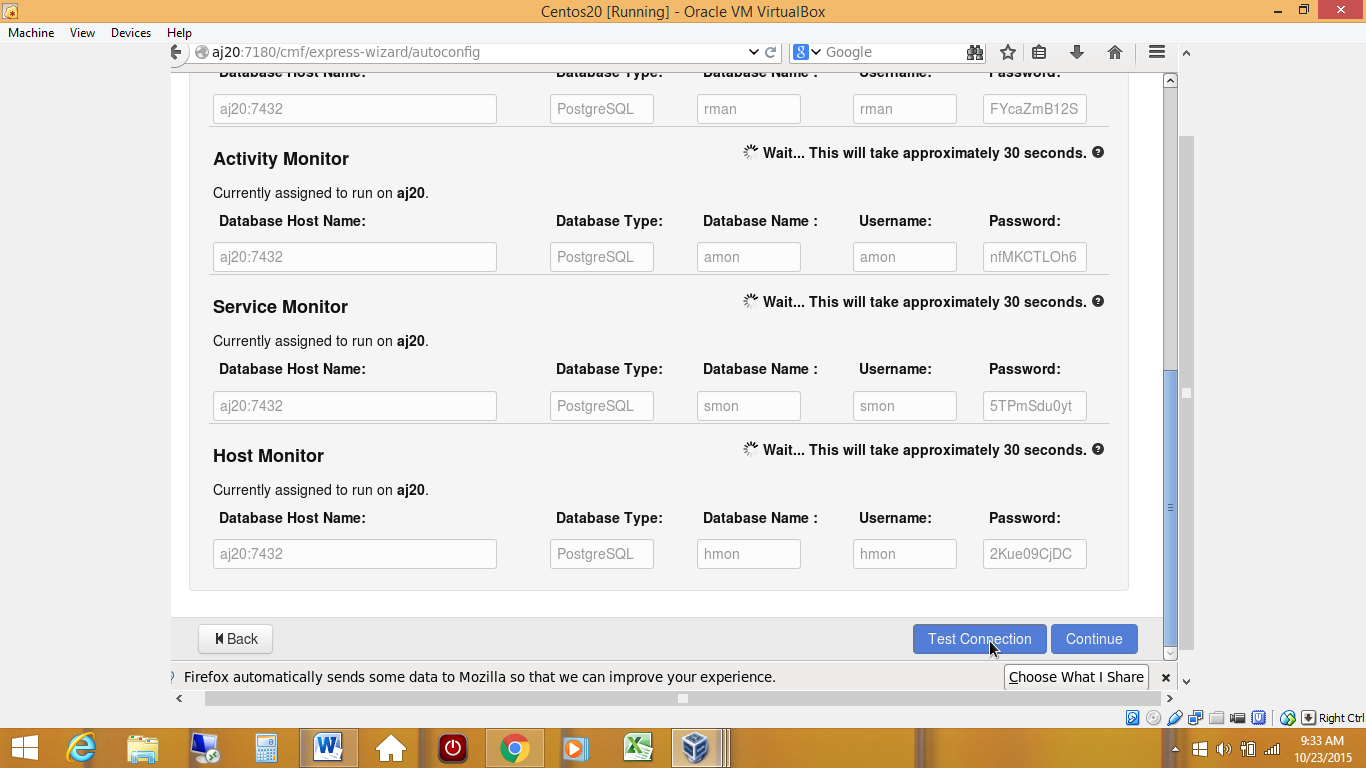 Centos20 [Running] - Oracle VM VirtualBox
Machine View Devices Help
aj20:7180/cmf/express-wizard/autoconfig
8 Google
Database Host Name: Database Type: Database Name : Username: Password:
aj20:7432 PostgreSQL rman rman FYcaZmB12S
Activity Monitor
Wait... This will take approximately 30 seconds. ?
Currently assigned to run on aj20.
Database Host Name: Database Type: Database Name : Username: Password:
aj20:7432 PostgreSQL amon amon nfMKCTLOh6
Service Monitor
Wait... This will take approximately 30 seconds. ?
Currently assigned to run on aj20.
Database Host Name: Database Type: Database Name : Username: Password:
aj20:7432 PostgreSQL smon smon 5TPmSdu0yt
Host Monitor
Wait... This will take approximately 30 seconds. ?
Currently assigned to run on aj20.
Database Host Name: Database Type: Database Name : Username: Password:
aj20:7432 PostgreSQL hmon hmon 2Kue09CjDC
Back Test Connection Continue
Firefox automatically sends some data to Mozilla so that we can improve your experience. Choose What I Share
Right Ctrl
9:33 AM
10/23/2015